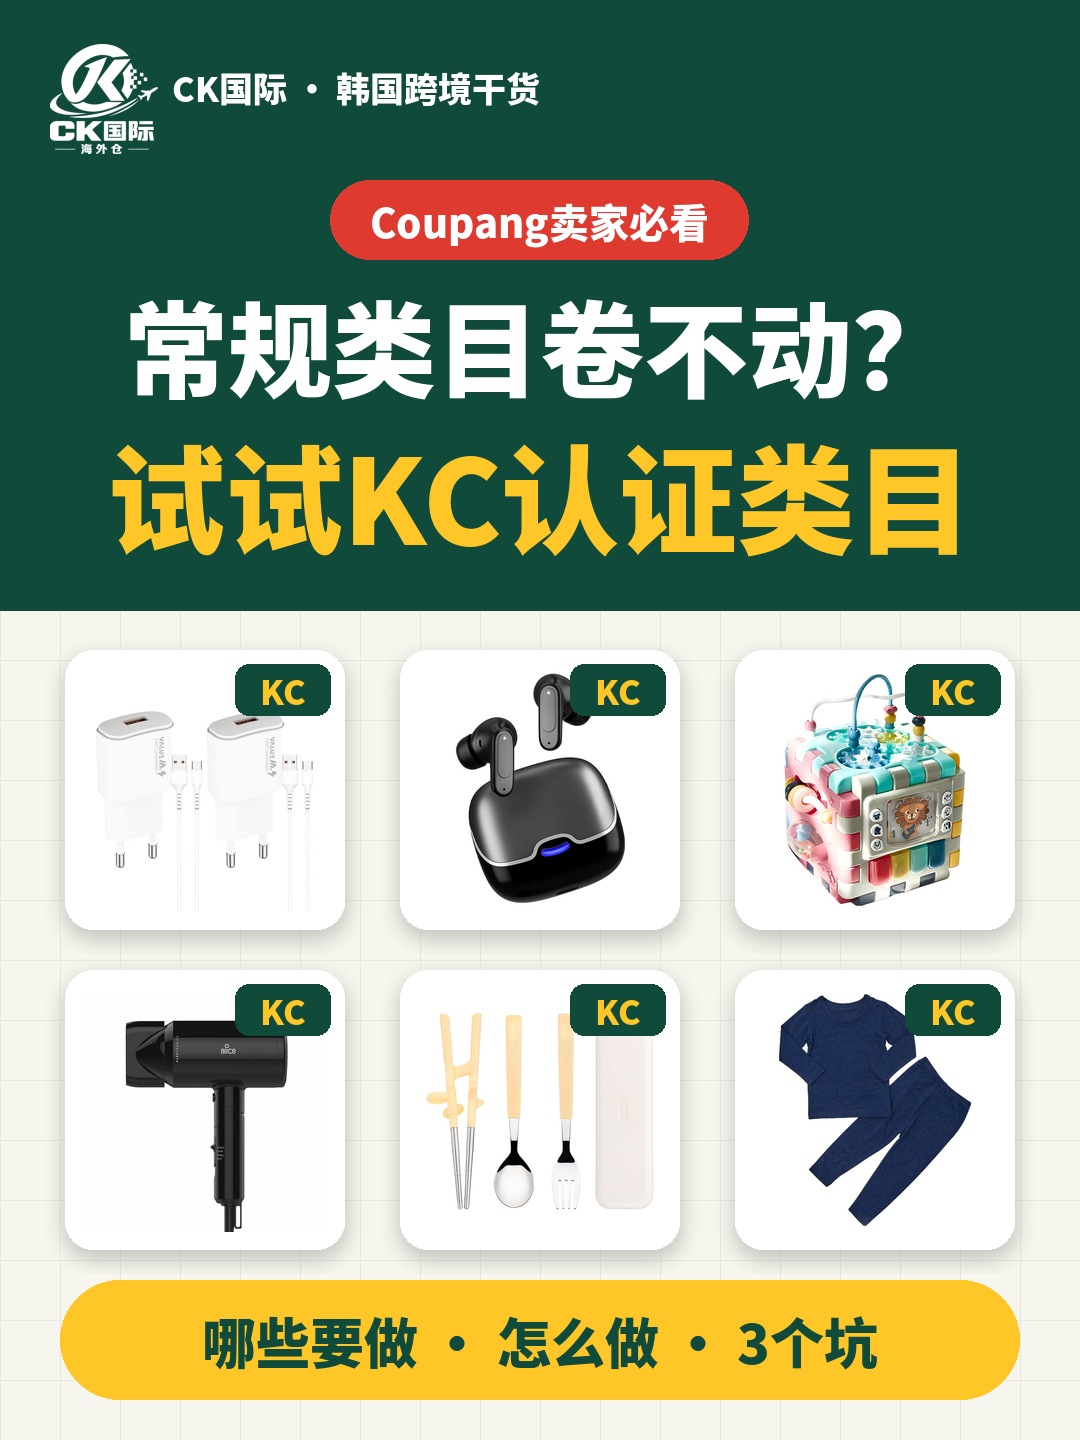 CK国际
海外仓
CK国际 · 韩国跨境干货
Coupang卖家必看
常规类目卷不动？
试试KC认证类目
KC
KC
KC
VALUE
VALUE
KC
KC
KC
alice
哪些要做 · 怎么做 · 3个坑